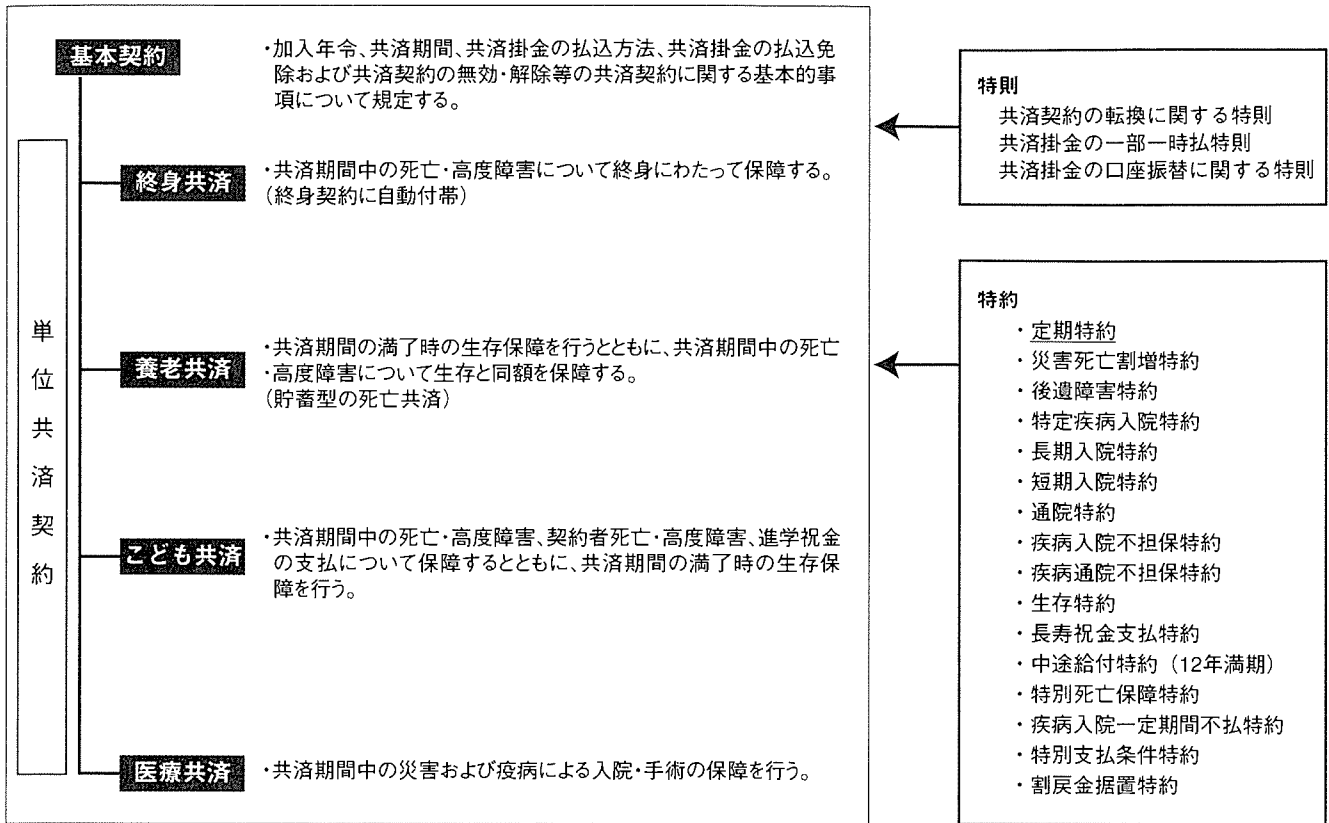 基本契約
・加入年令、共済期間、共済掛金の払込方法、共済掛金の払込免
除および共済契約の無効・解除等の共済契約に関する基本的事
項について規定する。
単位共済契約
終身共済
・共済期間中の死亡・高度障害について終身にわたって保障する。
(終身契約に自動付帯)
養老共済
・共済期間の満了時の生存保障を行うとともに、共済期間中の死亡
・高度障害について生存と同額を保障する。
(貯蓄型の死亡共済)
こども共済
・共済期間中の死亡・高度障害、契約者死亡・高度障害、進学祝金
の支払について保障するとともに、共済期間の満了時の生存保
障を行う。
医療共済
・共済期間中の災害および疫病による入院・手術の保障を行う。
特則
共済契約の転換に関する特則
共済掛金の一部一時払特則
共済掛金の口座振替に関する特則
特約
・定期特約
・災害死亡割増特約
・後遺障害特約
・特定疾病入院特約
・長期入院特約
・短期入院特約
・通院特約
・疾病入院不担保特約
・疾病通院不担保特約
・生存特約
・長寿祝金支払特約
・中途給付特約（12年満期）
・特別死亡保障特約
・疾病入院一定期間不払特約
・特別支払条件特約
・割戻金据置特約